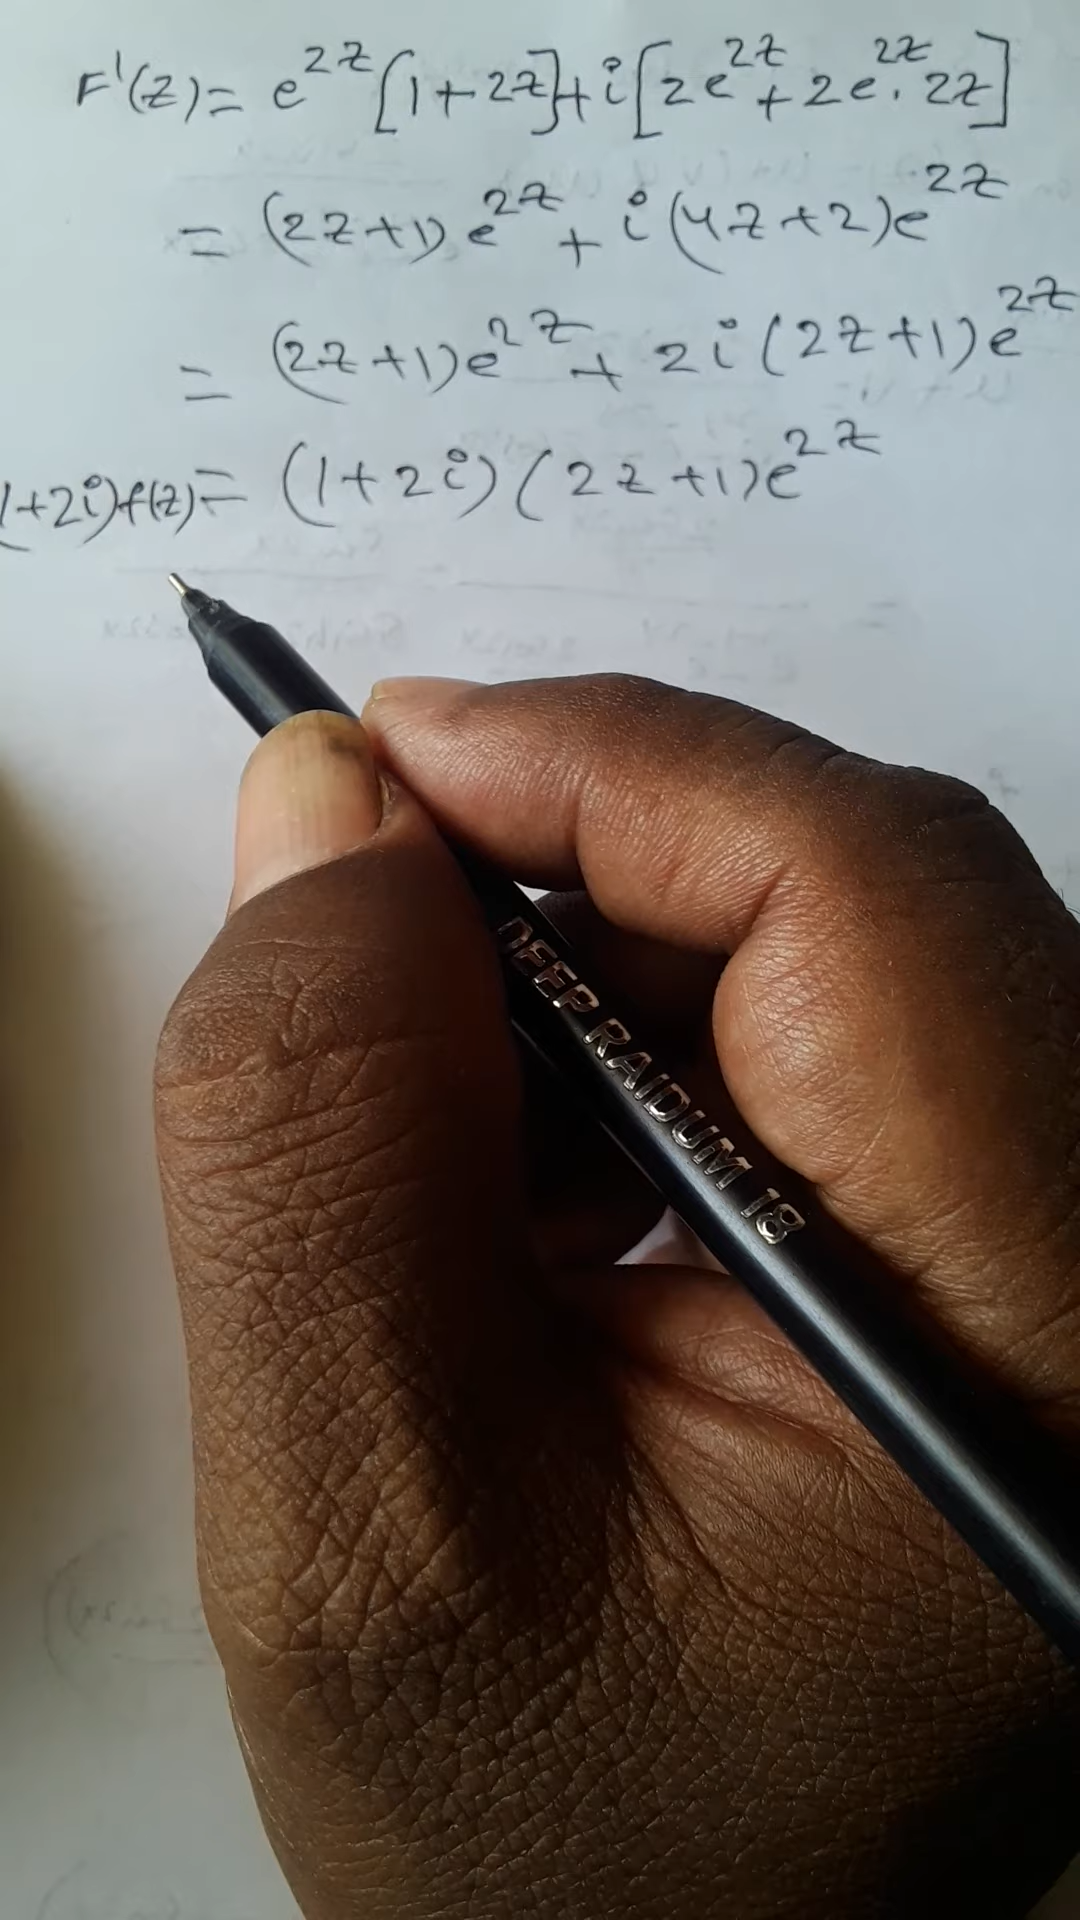 F'(z) = e^{2z}[1+2z]+i[2e^{2z}+2e^{2z}.2z]
= (2z+1)e^{2z} + i(4z+2)e^{2z}
= (2z+1)e^{2z} + 2i(2z+1)e^{2z}
(1+2i)f(z) = (1+2i)(2z+1)e^{2z}
DEEP RAIDUM 18